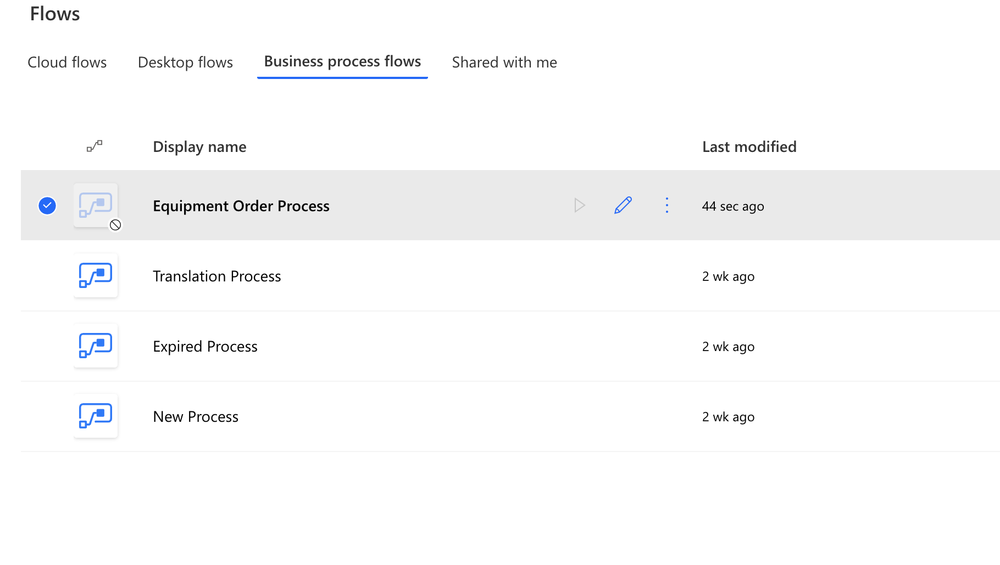 Flows
Cloud flows Desktop flows Business process flows Shared with me
Display name Last modified
Equipment Order Process 44 sec ago
Translation Process 2 wk ago
Expired Process 2 wk ago
New Process 2 wk ago